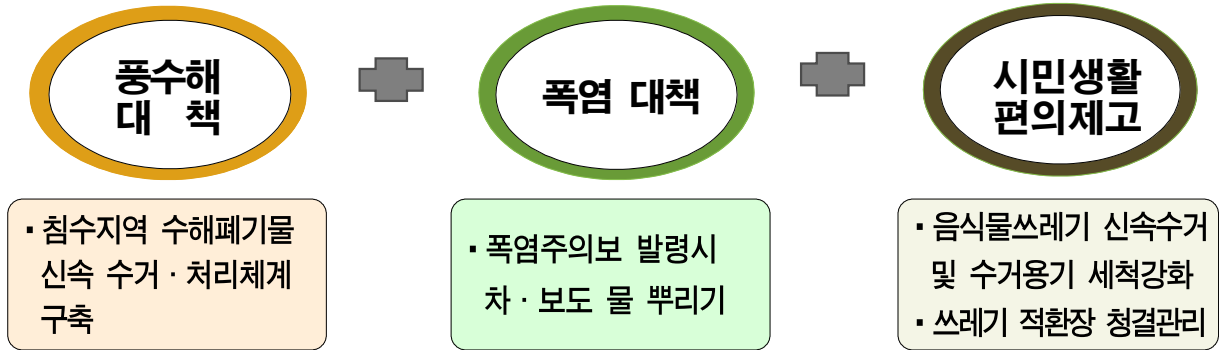 풍수해
대 책
폭염 대책
시민생활
편의제고
▪ 침수지역 수해폐기물
신속 수거·처리체계
구축
▪ 폭염주의보 발령시
차·보도 물 뿌리기
▪ 음식물쓰레기 신속수거
및 수거용기 세척강화
▪ 쓰레기 적환장 청결관리